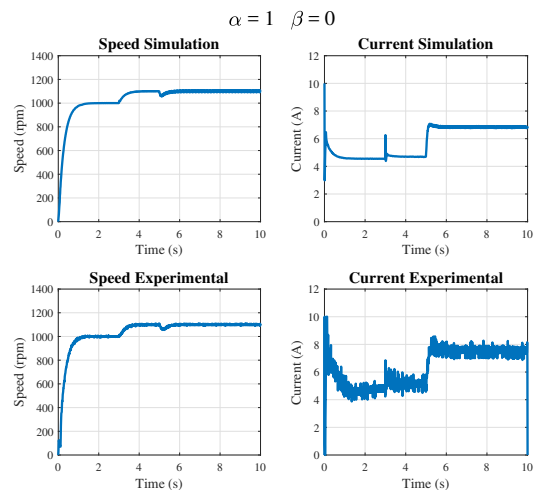 α = 1 β = 0
Speed Simulation
Speed (rpm)
1400
1200
1000
800
600
400
200
0
0 2 4 6 8 10
Time (s)
Current Simulation
Current (A)
12
10
8
6
4
2
0
0 2 4 6 8 10
Time (s)
Speed Experimental
Speed (rpm)
1400
1200
1000
800
600
400
200
0
0 2 4 6 8 10
Time (s)
Current Experimental
Current (A)
12
10
8
6
4
2
0
0 2 4 6 8 10
Time (s)